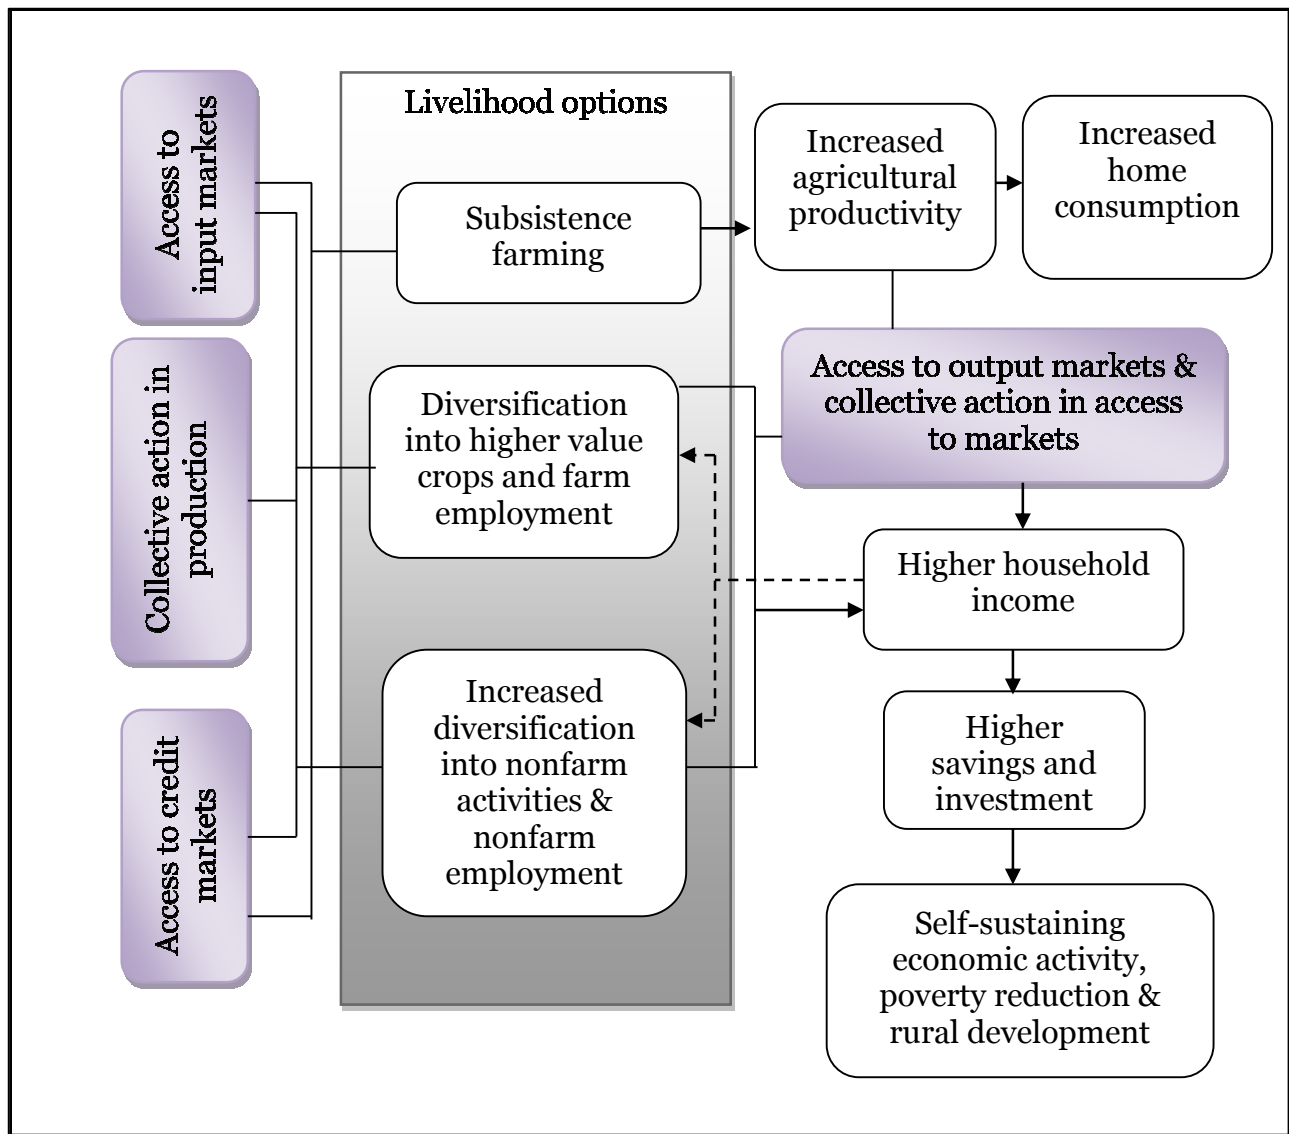 Access to
input markets
Collective action in
production
Access to credit
markets
Livelihood options
Subsistence
farming
Diversification
into higher value
crops and farm
employment
Increased
diversification
into nonfarm
activities &
nonfarm
employment
Increased
agricultural
productivity
Increased
home
consumption
Access to output markets &
collective action in access
to markets
Higher household
income
Higher
savings and
investment
Self-sustaining
economic activity,
poverty reduction &
rural development